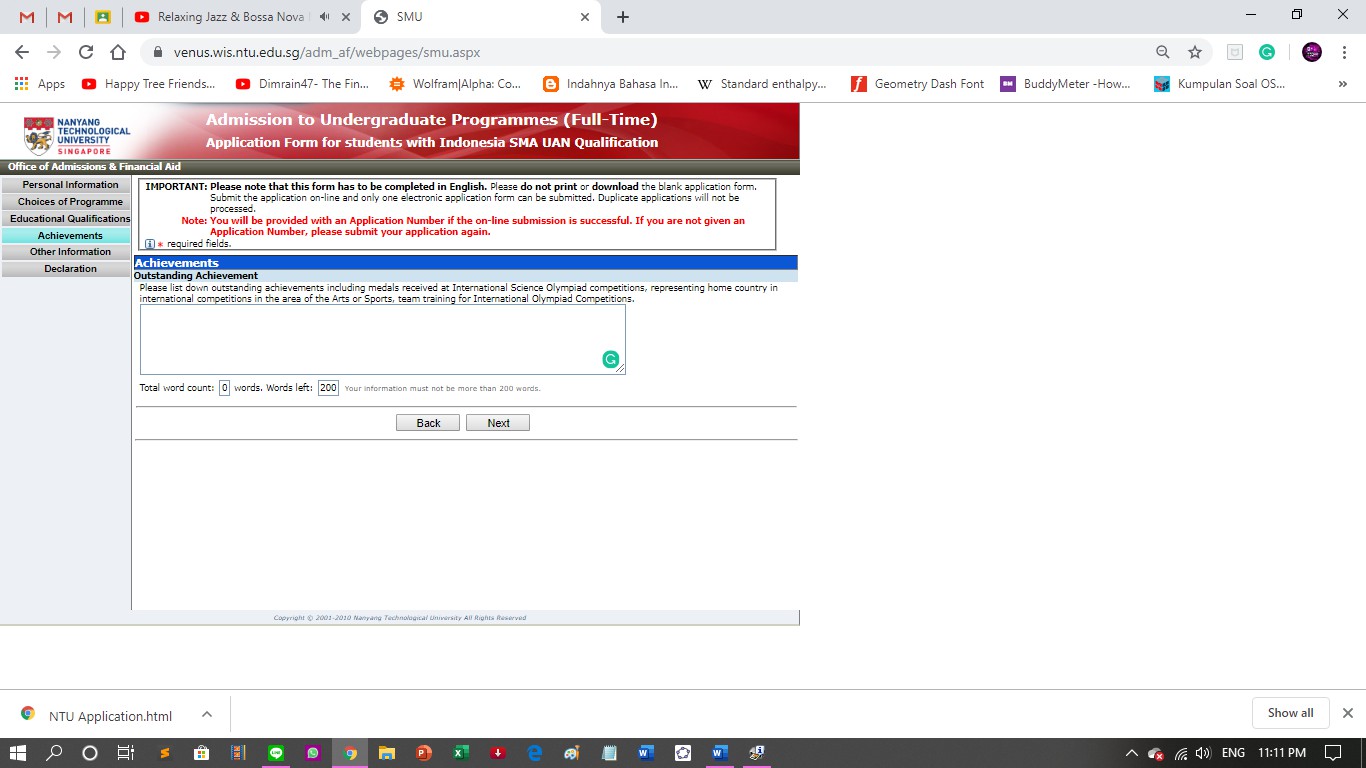 Relaxing Jazz & Bossa Nova
SMU
venus.wis.ntu.edu.sg/adm_af/webpages/smu.aspx
Apps
Happy Tree Friends...
Dimrain47- The Fin...
Wolfram|Alpha: Co...
Indahnya Bahasa In...
W Standard enthalpy...
Geometry Dash Font
BuddyMeter -How...
Kumpulan Soal OS...
»
NANYANG
TECHNOLOGICAL
UNIVERSITY
SINGAPORE
Admission to Undergraduate Programmes (Full-Time)
Application Form for students with Indonesia SMA UAN Qualification
Office of Admissions & Financial Aid
Personal Information
Choices of Programme
Educational Qualifications
Achievements
Other Information
Declaration
IMPORTANT: Please note that this form has to be completed in English. Please do not print or download the blank application form.
Submit the application on-line and only one electronic application form can be submitted. Duplicate applications will not be
processed.
Note: You will be provided with an Application Number if the on-line submission is successful. If you are not given an
Application Number, please submit your application again.
* required fields.
Achievements
Outstanding Achievement
Please list down outstanding achievements including medals received at International Science Olympiad competitions, representing home country in
international competitions in the area of the Arts or Sports, team training for International Olympiad Competitions.
Total word count: 0 words. Words left: 200 Your information must not be more than 200 words.
Back Next
Copyright © 2001-2010 Nanyang Technological University All Rights Reserved
NTU Application.html
Show all
ENG 11:11 PM